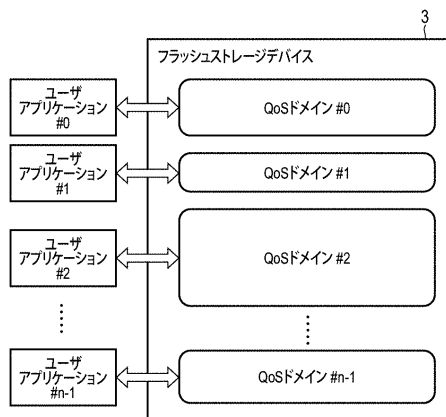 3
フラッシュストレージデバイス
ユーザ
アプリケーション
#0
QoSドメイン #0
ユーザ
アプリケーション
#1
QoSドメイン #1
ユーザ
アプリケーション
#2
QoSドメイン #2
ユーザ
アプリケーション
#n-1
QoSドメイン #n-1